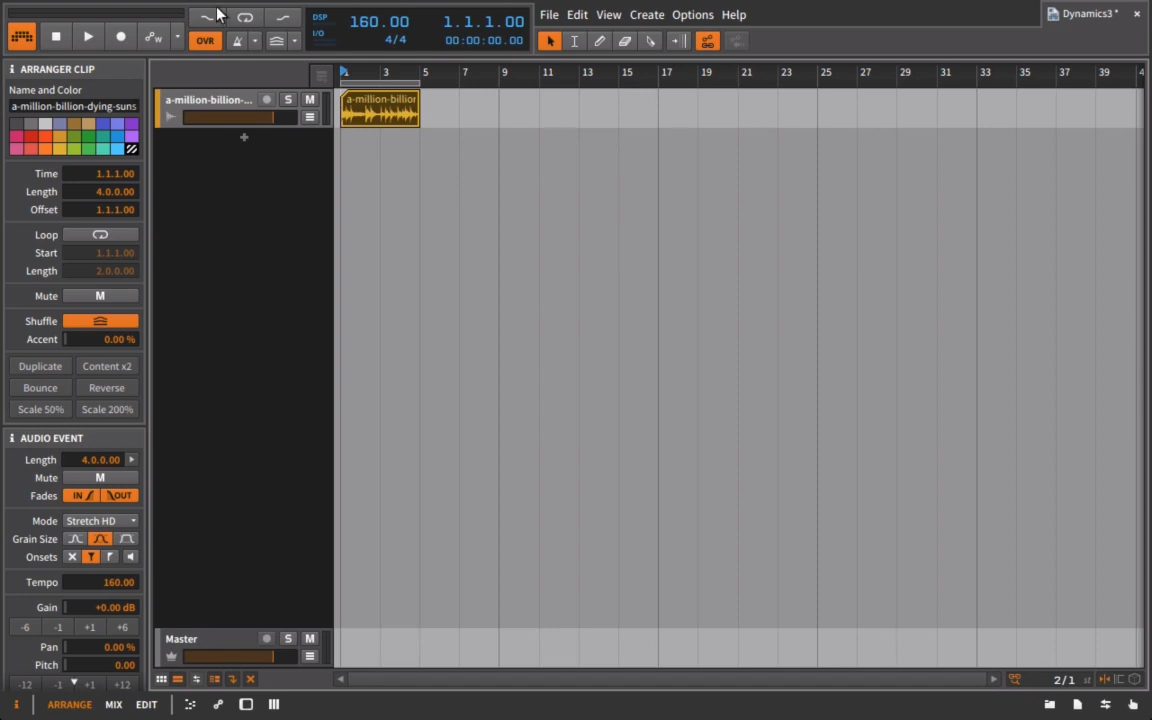 OVR
DSP
I/O
160.00
4/4
1.1.1.00
00:00:00.00
File Edit View Create Options Help
Dynamics3 *
ARRANGER CLIP
Name and Color
a-million-billion-dying-suns
Time 1.1.1.00
Length 4.0.0.00
Offset 1.1.1.00
Loop
Start 1.1.1.00
Length 2.0.0.00
Mute M
Shuffle
Accent 0.00 %
Duplicate Content x2
Bounce Reverse
Scale 50% Scale 200%
AUDIO EVENT
Length 4.0.0.00
Mute M
Fades IN OUT
Mode Stretch HD
Grain Size
Onsets
Tempo 160.00
Gain +0.00 dB
-6 -1 +1 +6
Pan 0.00 %
Pitch 0.00
-12 -1 +1 +12
1 3 5 7 9 11 13 15 17 19 21 23 25 27 29 31 33 35 37 39 4
a-million-billion-... S M
a-million-billior
Master S M
2/1
ARRANGE MIX EDIT